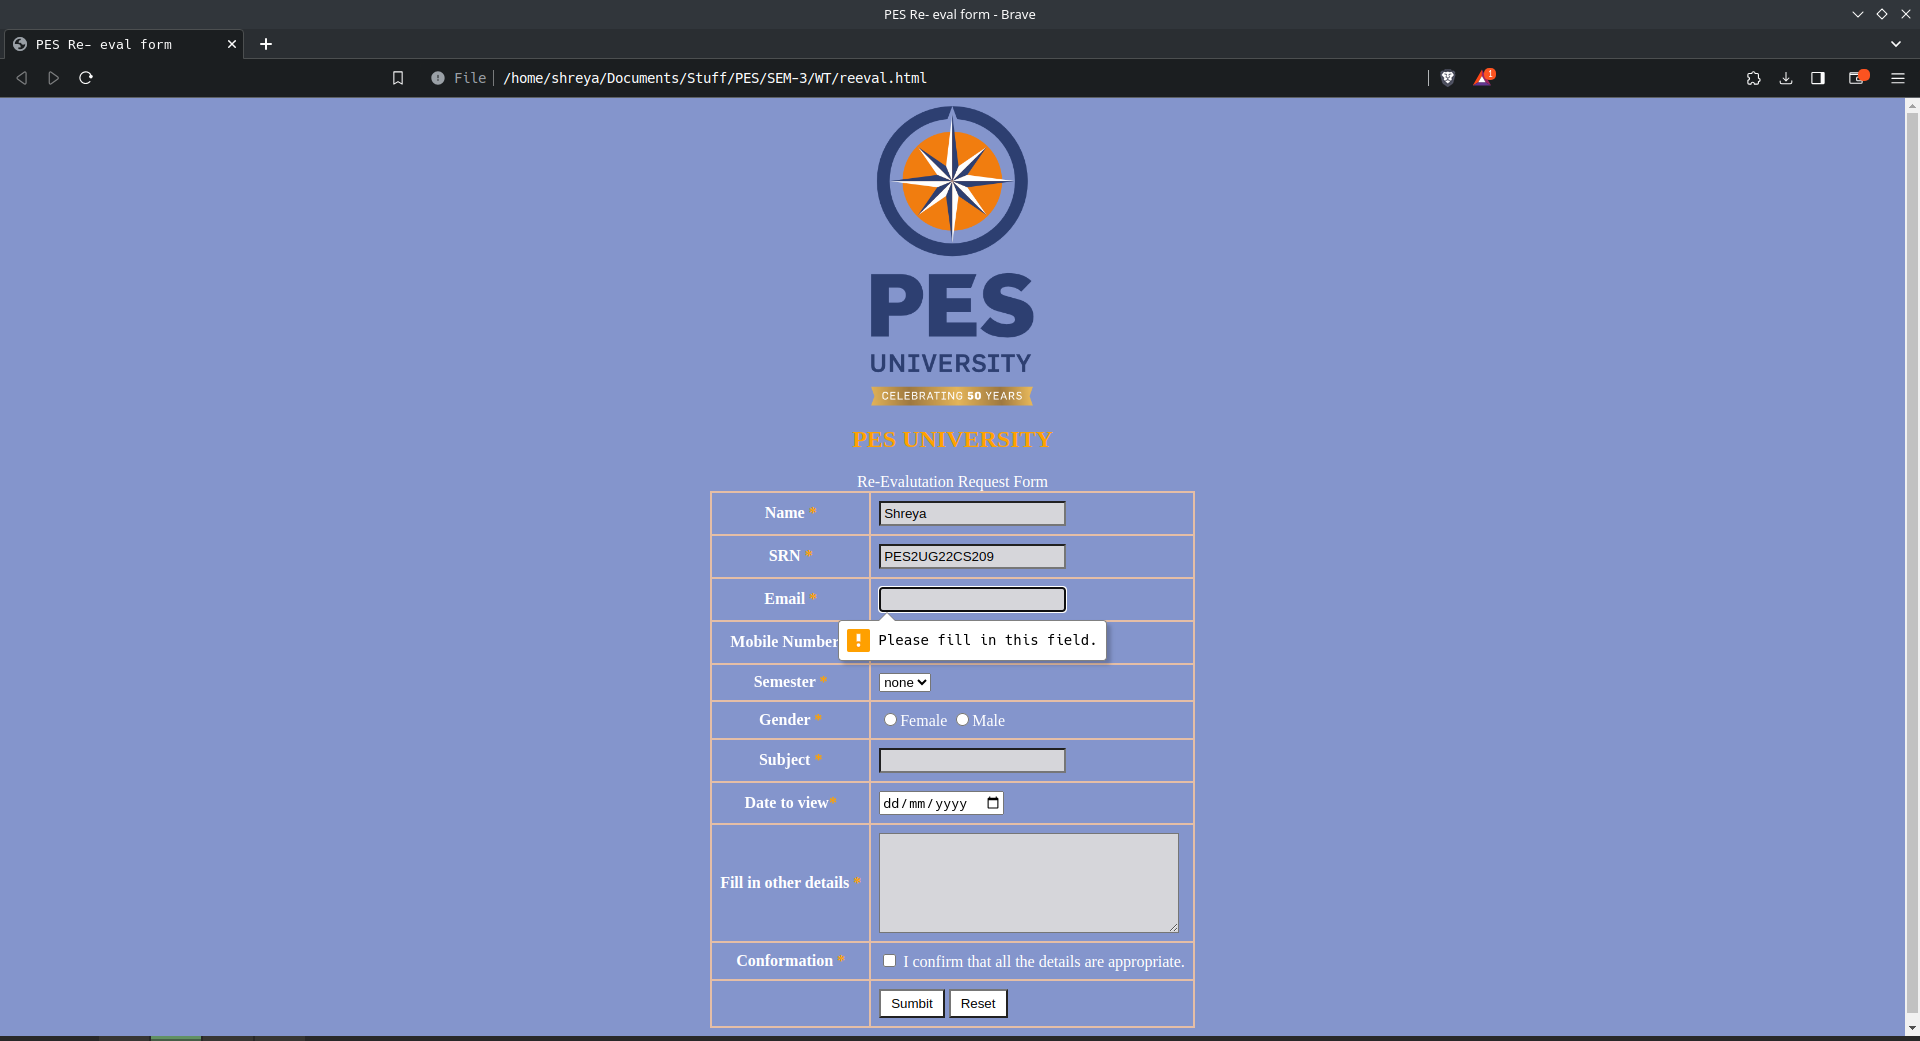 PES Re- eval form - Brave
PES Re- eval form
File /home/shreya/Documents/Stuff/PES/SEM-3/WT/reeval.html
1
PES
UNIVERSITY
CELEBRATING 50 YEARS
PES UNIVERSITY
Re-Evalutation Request Form
Name * Shreya
SRN * PES2UG22CS209
Email *
Mobile Number
! Please fill in this field.
Semester * none
Gender * Female Male
Subject *
Date to view* dd/mm/yyyy
Fill in other details *
Conformation * I confirm that all the details are appropriate.
Sumbit Reset